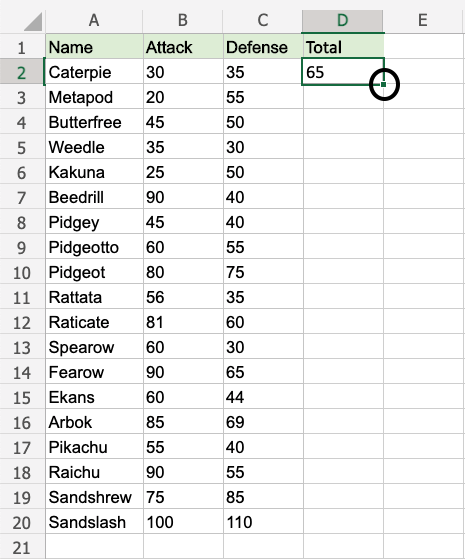 A B C D E
1 Name Attack Defense Total
2 Caterpie 30 35 65
3 Metapod 20 55
4 Butterfree 45 50
5 Weedle 35 30
6 Kakuna 25 50
7 Beedrill 90 40
8 Pidgey 45 40
9 Pidgeotto 60 55
10 Pidgeot 80 75
11 Rattata 56 35
12 Raticate 81 60
13 Spearow 60 30
14 Fearow 90 65
15 Ekans 60 44
16 Arbok 85 69
17 Pikachu 55 40
18 Raichu 90 55
19 Sandshrew 75 85
20 Sandslash 100 110
21